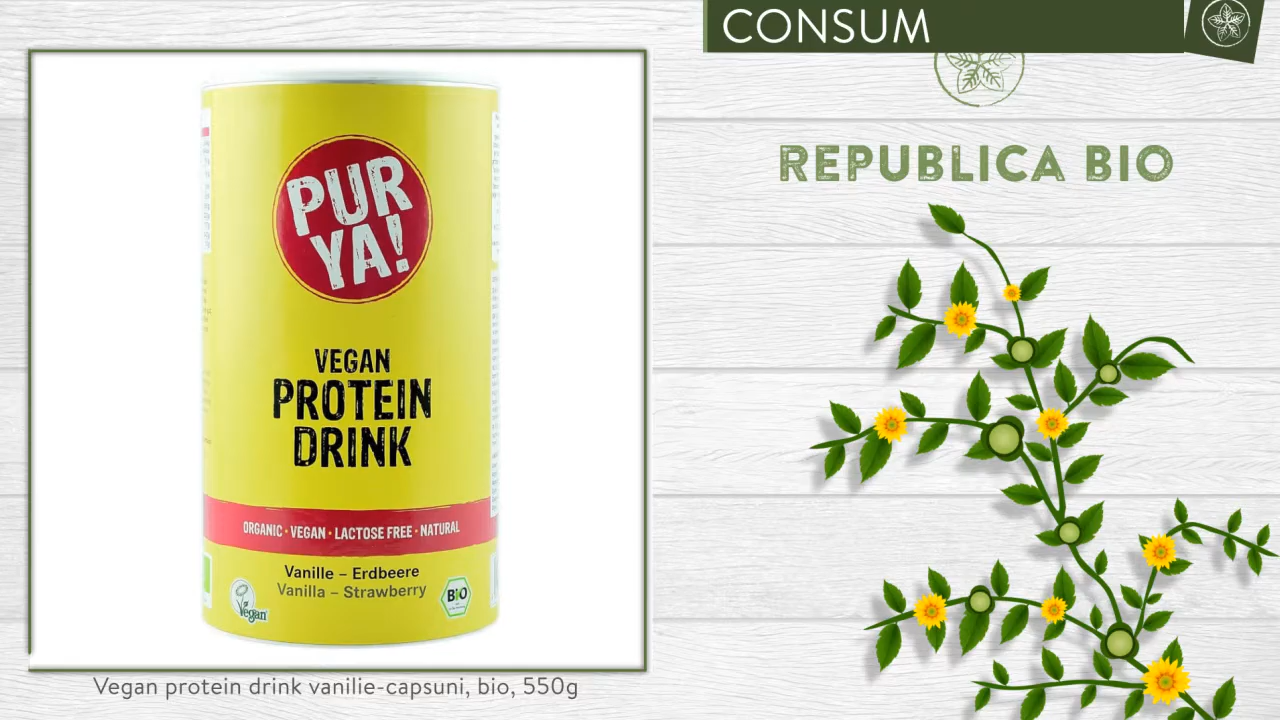 CONSUM
REPUBLICA BIO
PUR
YA!
VEGAN
PROTEIN
DRINK
ORGANIC · VEGAN · LACTOSE FREE · NATURAL
Vanille – Erdbeere
Vanilla – Strawberry
Vegan
BIO
Vegan protein drink vanilie-capsuni, bio, 550g